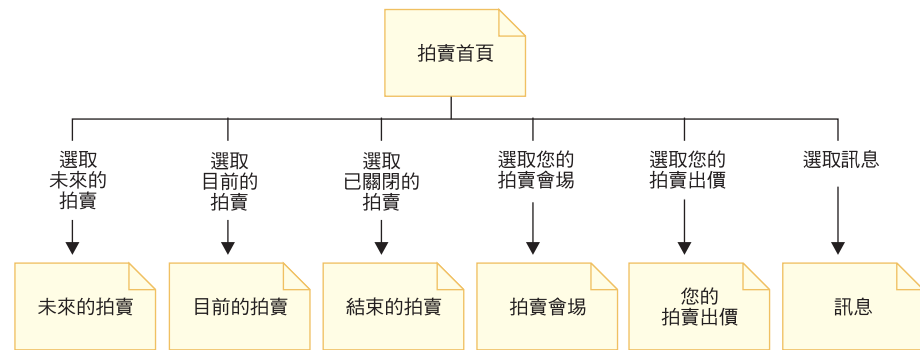 拍賣首頁
選取
未來的
拍賣
選取
目前的
拍賣
選取
已關閉的
拍賣
選取您的
拍賣會場
選取您的
拍賣出價
選取訊息
未來的拍賣
目前的拍賣
結束的拍賣
拍賣會場
您的
拍賣出價
訊息